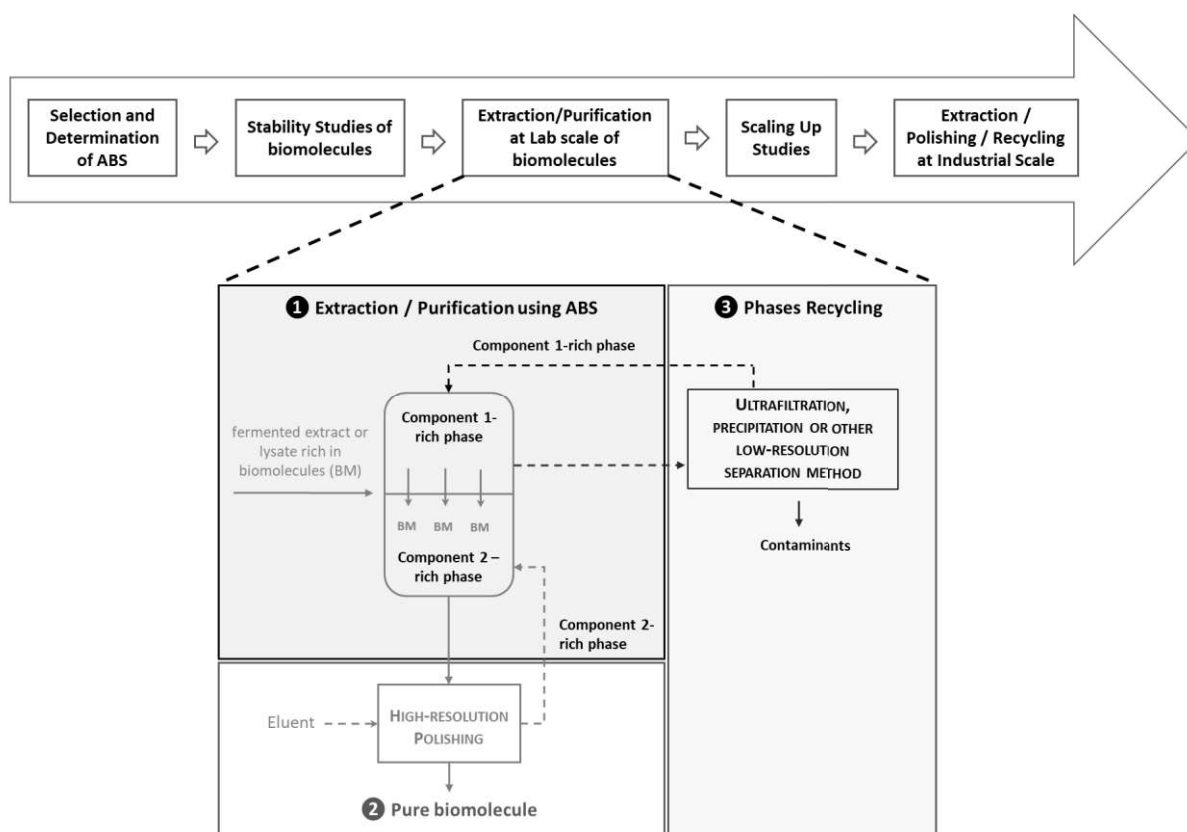 Selection and
Determination
of ABS
Stability Studies of
biomolecules
Extraction/Purification
at Lab scale of
biomolecules
Scaling Up
Studies
Extraction /
Polishing / Recycling
at Industrial Scale
❶ Extraction / Purification using ABS
❸ Phases Recycling
Component 1-rich phase
fermented extract or
lysate rich in
biomolecules (BM)
Component 1-
rich phase
BM BM BM
Component 2 –
rich phase
ULTRAFILTRATION,
PRECIPITATION OR OTHER
LOW-RESOLUTION
SEPARATION METHOD
Contaminants
Component 2-
rich phase
Eluent
HIGH-RESOLUTION
POLISHING
❷ Pure biomolecule